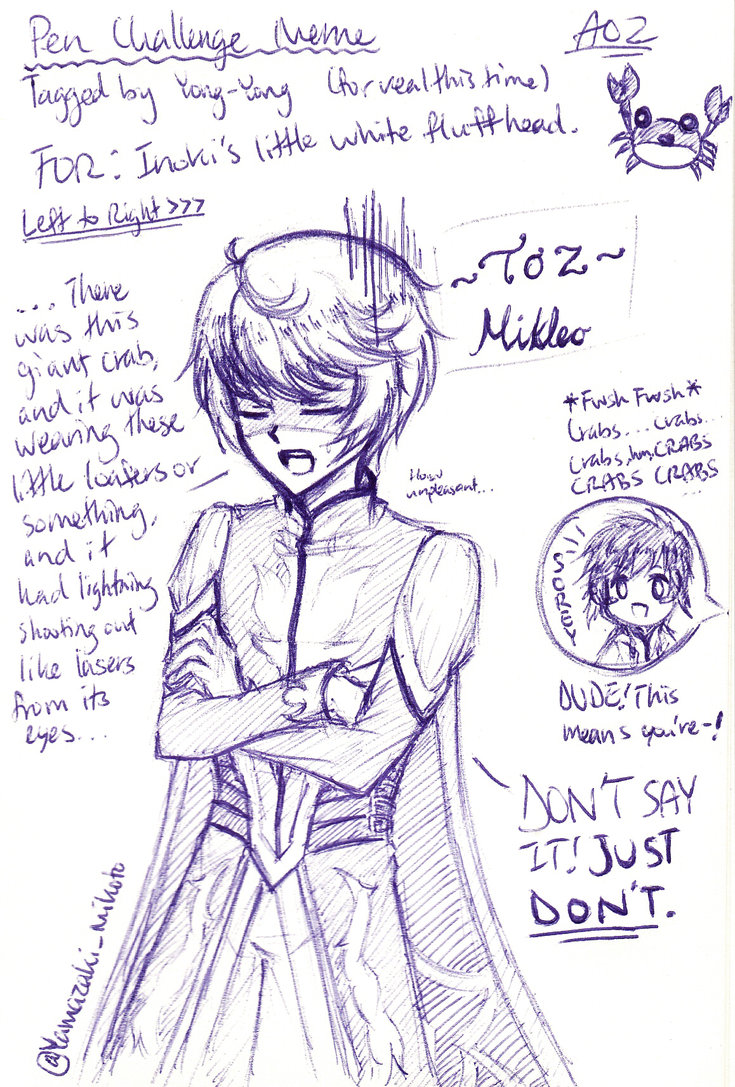 Pen Challenge Meme
AOZ
Tagged by Yong-Yong (for real this time)
FOR: Inoki's little white fluffhead.
Left to Right >>>
~TOZ~
Mikleo
... There
was this
giant crab,
and it was
wearing these
little loafers or
something,
and it
had lightning
shooting out
like lasers
from its
eyes...
How
unpleasant...
*Fwsh Fwsh*
Crabs... crabs...
crabs, hm, CRABS
CRABS CRABS
...
SOREY
DUDE! This
means you're-!
DON'T SAY
IT! JUST
DON'T.
@Yamazaki_Mikoto